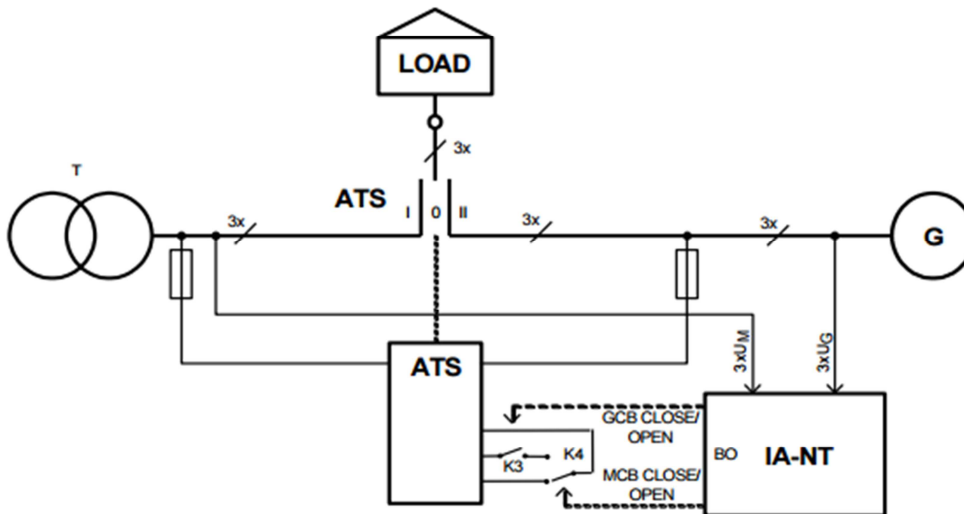 LOAD
3x
T
ATS
I
0
II
3x
3x
3x
G
3xUM
3xUG
ATS
GCB CLOSE/
OPEN
K3
K4
BO
IA-NT
MCB CLOSE/
OPEN